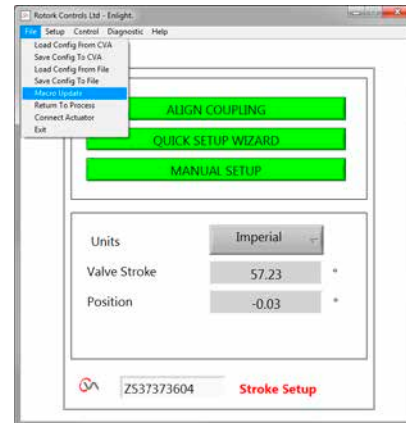 Rotork Controls Ltd - Enlight.
File Setup Control Diagnostic Help
Load Config From CVA
Save Config To CVA
Load Config From File
Save Config To File
Macro Update
Return To Process
Connect Actuator
Exit
ALIGN COUPLING
QUICK SETUP WIZARD
MANUAL SETUP
Units Imperial
Valve Stroke 57.23 °
Position -0.03 °
ZS37373604 Stroke Setup